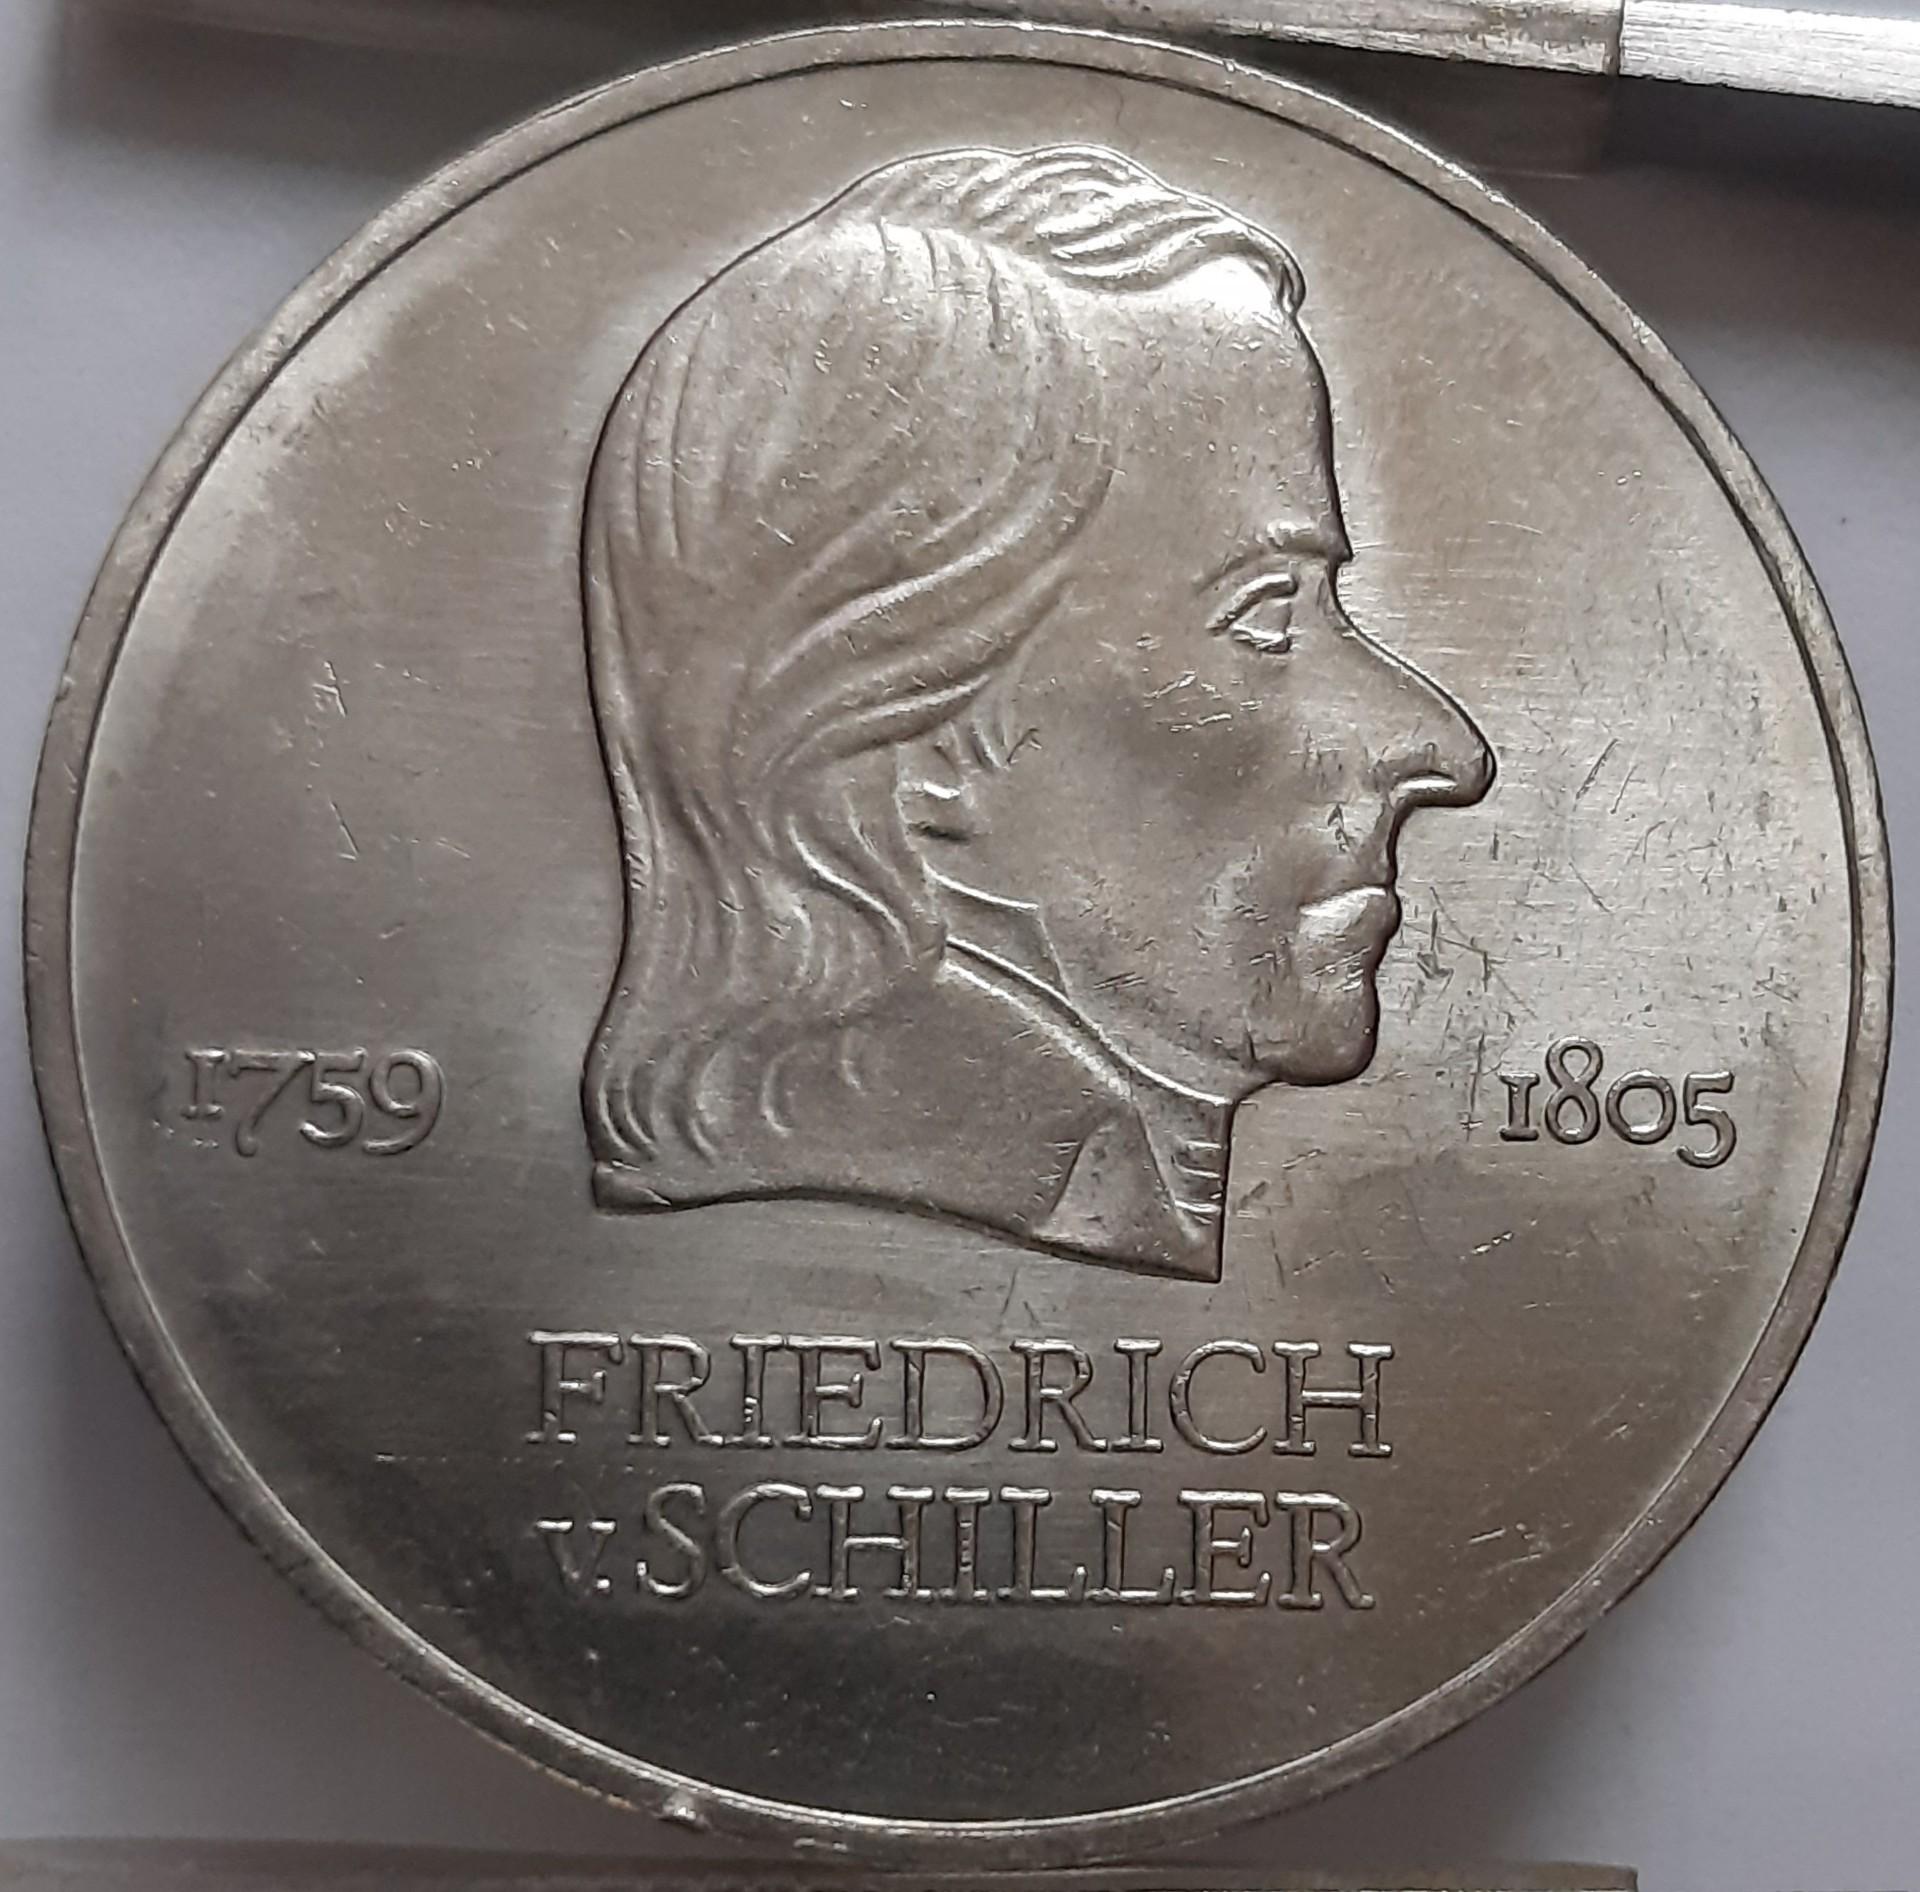 1759
1805
FRIEDRICH
v. SCHILLER